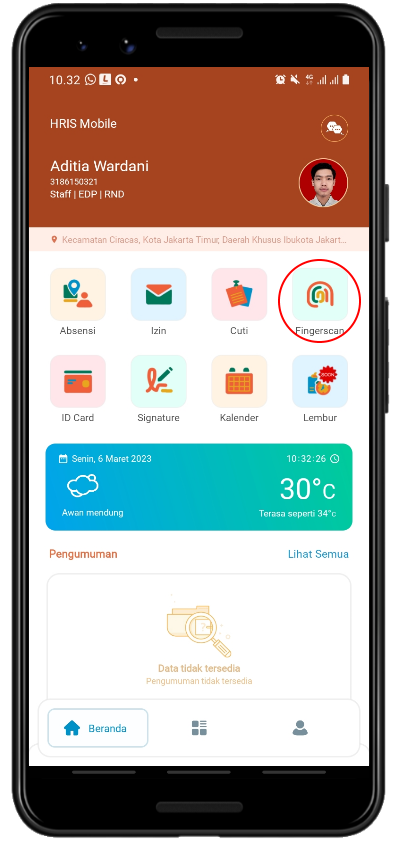 10.32
4G
HRIS Mobile
Aditia Wardani
3186150321
Staff | EDP | RND
Kecamatan Ciracas, Kota Jakarta Timur, Daerah Khusus Ibukota Jakart...
Absensi
Izin
Cuti
Fingerscan
SOON
ID Card
Signature
Kalender
Lembur
Senin, 6 Maret 2023
10:32:26
30°C
Awan mendung
Terasa seperti 34°c
Pengumuman
Lihat Semua
Data tidak tersedia
Pengumuman tidak tersedia
Beranda